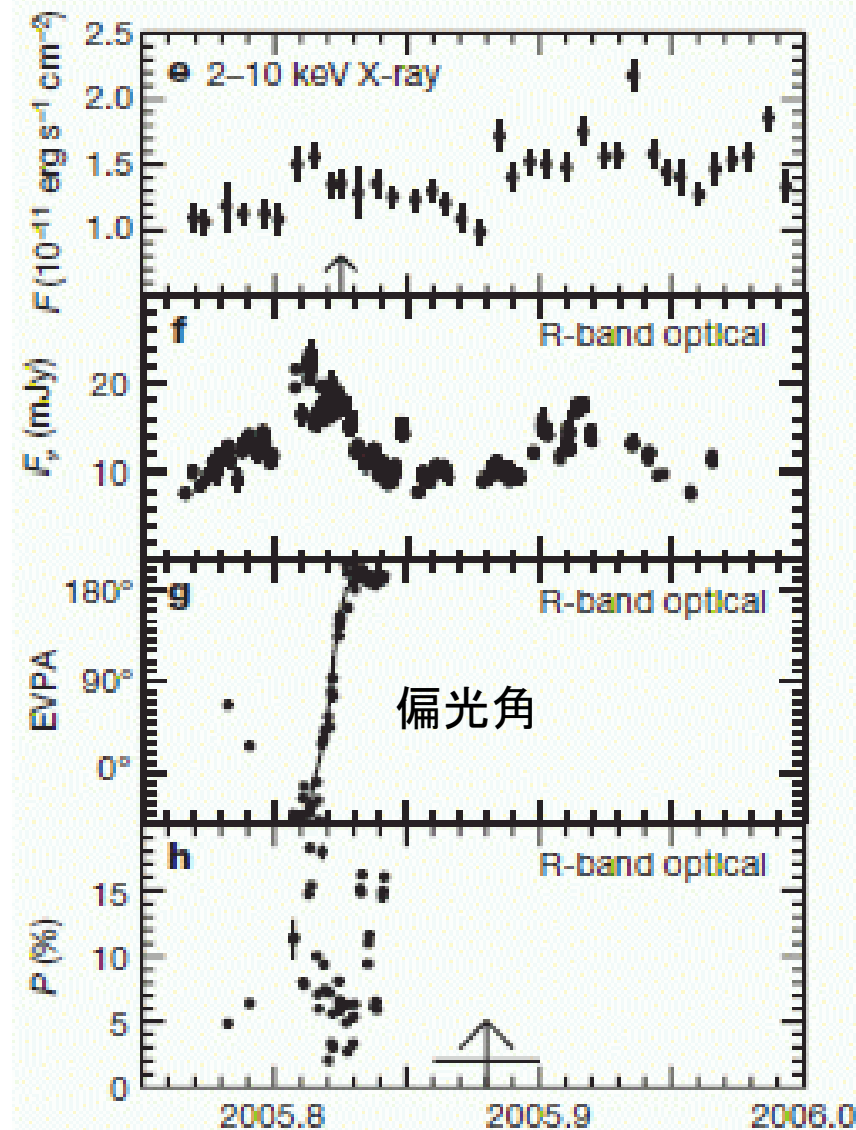 F (10⁻¹¹ erg s⁻¹ cm⁻²)
2.5
2.0
1.5
1.0
e 2–10 keV X-ray
Fᵥ (mJy)
20
10
f
R-band optical
EVPA
180°
90°
0°
g
R-band optical
偏光角
P (%)
15
10
5
0
h
R-band optical
2005.8 2005.9 2006.0